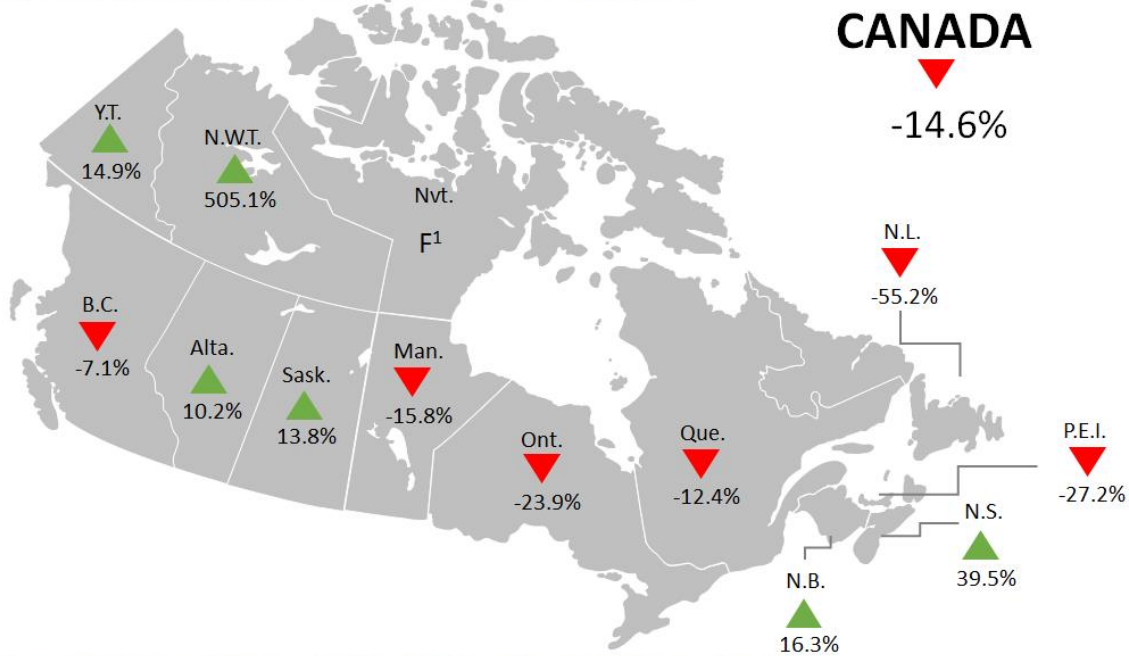 CANADA
-14.6%
Y.T.
14.9%
N.W.T.
505.1%
Nvt.
F¹
N.L.
-55.2%
B.C.
-7.1%
Alta.
10.2%
Sask.
13.8%
Man.
-15.8%
Ont.
-23.9%
Que.
-12.4%
P.E.I.
-27.2%
N.S.
39.5%
N.B.
16.3%